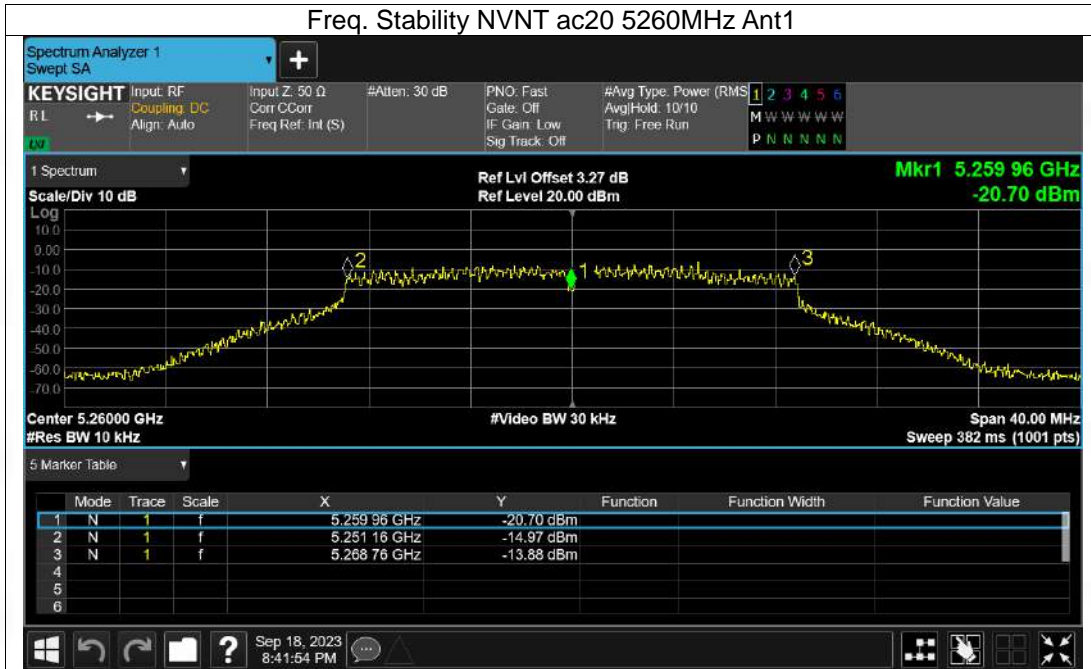 Freq. Stability NVNT ac20 5260MHz Ant1
Spectrum Analyzer 1
Swept SA
+
KEYSIGHT Input: RF Input Z: 50 Ω #Atten: 30 dB PNO: Fast #Avg Type: Power (RMS 1 2 3 4 5 6
RL Coupling: DC Corr CCorr Gate: Off Avg|Hold: 10/10 M W W W W W
Align: Auto Freq Ref: Int (S) IF Gain: Low Trig: Free Run
LXI Sig Track: Off P N N N N N
1 Spectrum Ref Lvl Offset 3.27 dB Mkr1 5.259 96 GHz
Scale/Div 10 dB Ref Level 20.00 dBm -20.70 dBm
Log
10.0
0.00
-10.0
-20.0
-30.0
-40.0
-50.0
-60.0
-70.0
2 1 3
Center 5.26000 GHz #Video BW 30 kHz Span 40.00 MHz
#Res BW 10 kHz Sweep 382 ms (1001 pts)
5 Marker Table
Mode Trace Scale X Y Function Function Width Function Value
1 N 1 f 5.259 96 GHz -20.70 dBm
2 N 1 f 5.251 16 GHz -14.97 dBm
3 N 1 f 5.268 76 GHz -13.88 dBm
4
5
6
? Sep 18, 2023
8:41:54 PM